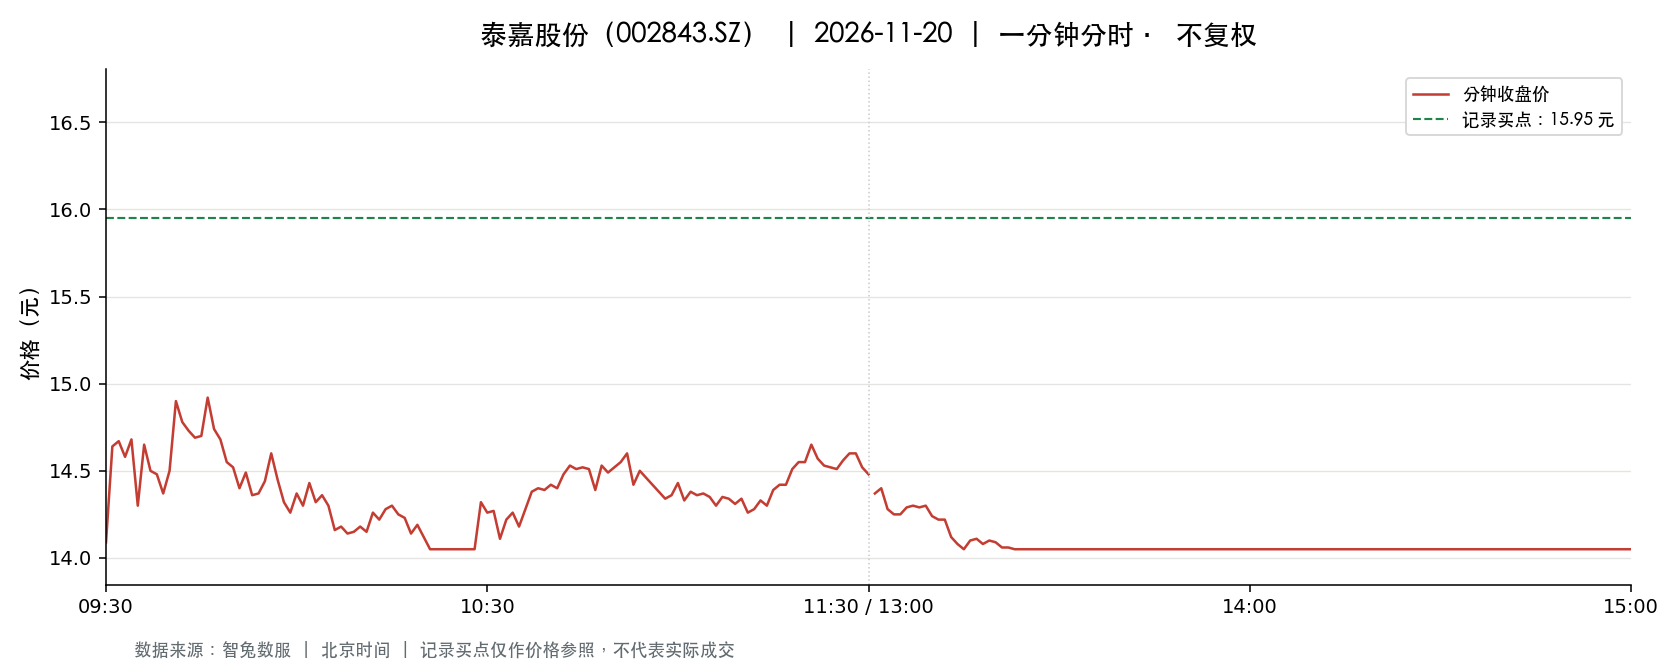 泰嘉股份（002843.SZ） | 2026-11-20 | 一分钟分时 · 不复权
分钟收盘价
记录买点：15.95 元
价格（元）
16.5
16.0
15.5
15.0
14.5
14.0
09:30
10:30
11:30 / 13:00
14:00
15:00
数据来源：智兔数服 | 北京时间 | 记录买点仅作价格参照，不代表实际成交